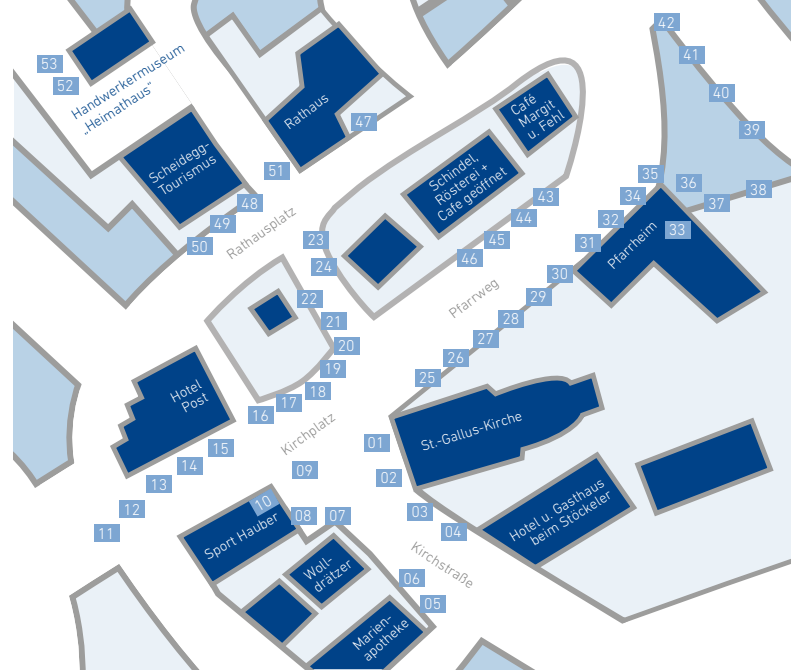 42
41
40
39
38
37
36
35
34
33
32
31
30
29
28
27
26
25
53
52
Handwerkermuseum
„Heimathaus“
Scheidegg-
Tourismus
Rathaus
47
51
48
49
50
Rathausplatz
Café
Margit
u. Fehl
Schindel,
Rösterei +
Cafe geöffnet
43
44
45
46
Pfarrweg
Pfarrheim
23
24
22
21
20
19
18
17
16
Kirchplatz
Hotel
Post
15
14
13
12
11
01
02
03
04
St.-Gallus-Kirche
Hotel u. Gasthaus
beim Stöckeler
09
10
Sport Hauber
08
07
Woll-
drätzer
06
05
Kirchstraße
Marien-
apotheke